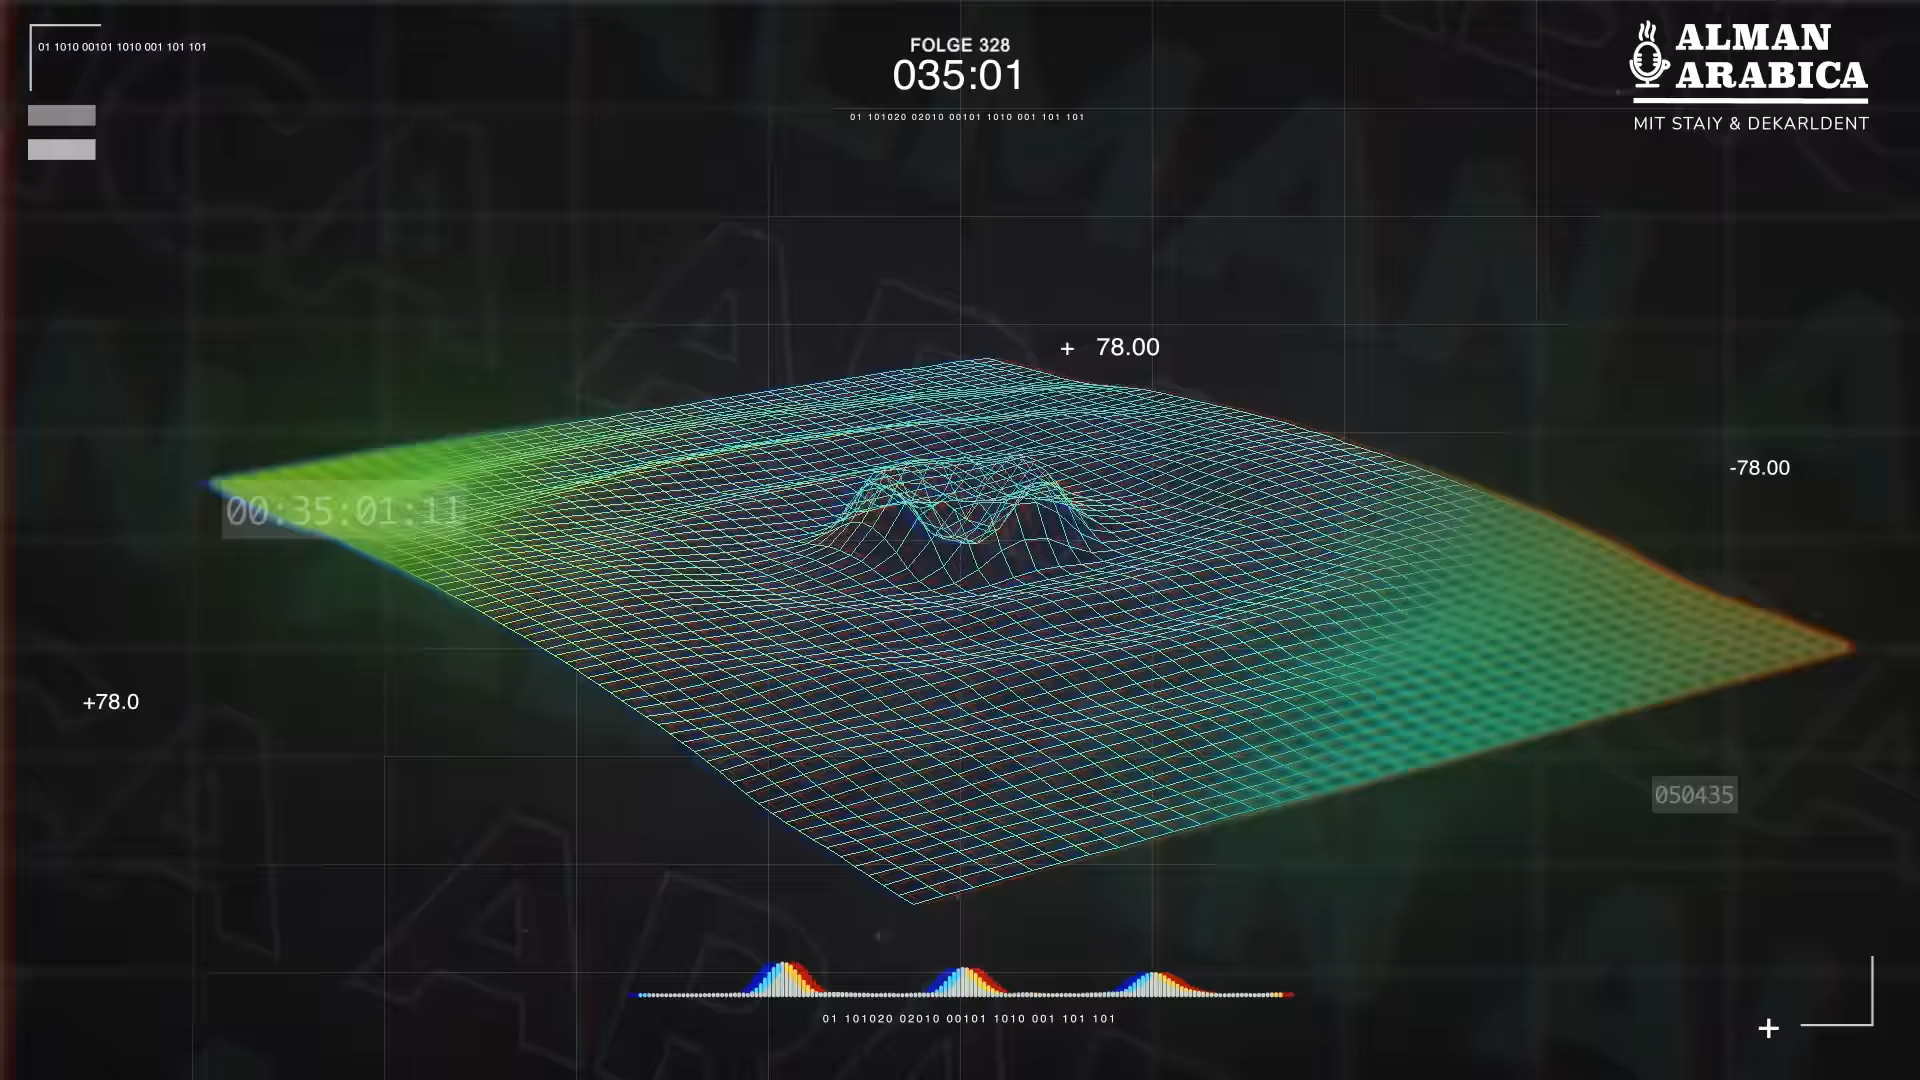 01 1010 00101 1010 001 101 101
FOLGE 328
035:01
01 101020 02010 00101 1010 001 101 101
ALMAN
ARABICA
MIT STAIY & DEKARLDENT
+ 78.00
-78.00
00:35:01:11
+78.0
050435
01 101020 02010 00101 1010 001 101 101
+